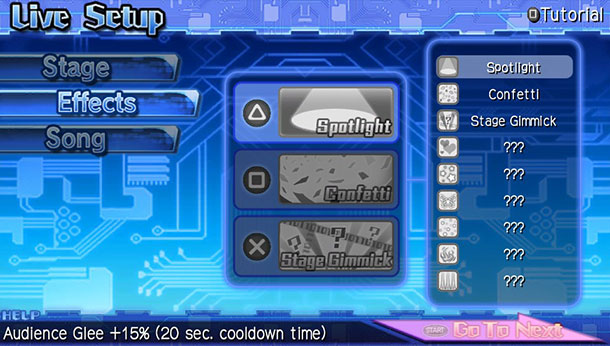 Live Setup
Tutorial
Stage
Effects
Song
Spotlight
Confetti
Stage Gimmick
Spotlight
Confetti
Stage Gimmick
???
???
???
???
???
???
HELP
START Go To Next
Audience Glee +15% (20 sec. cooldown time)